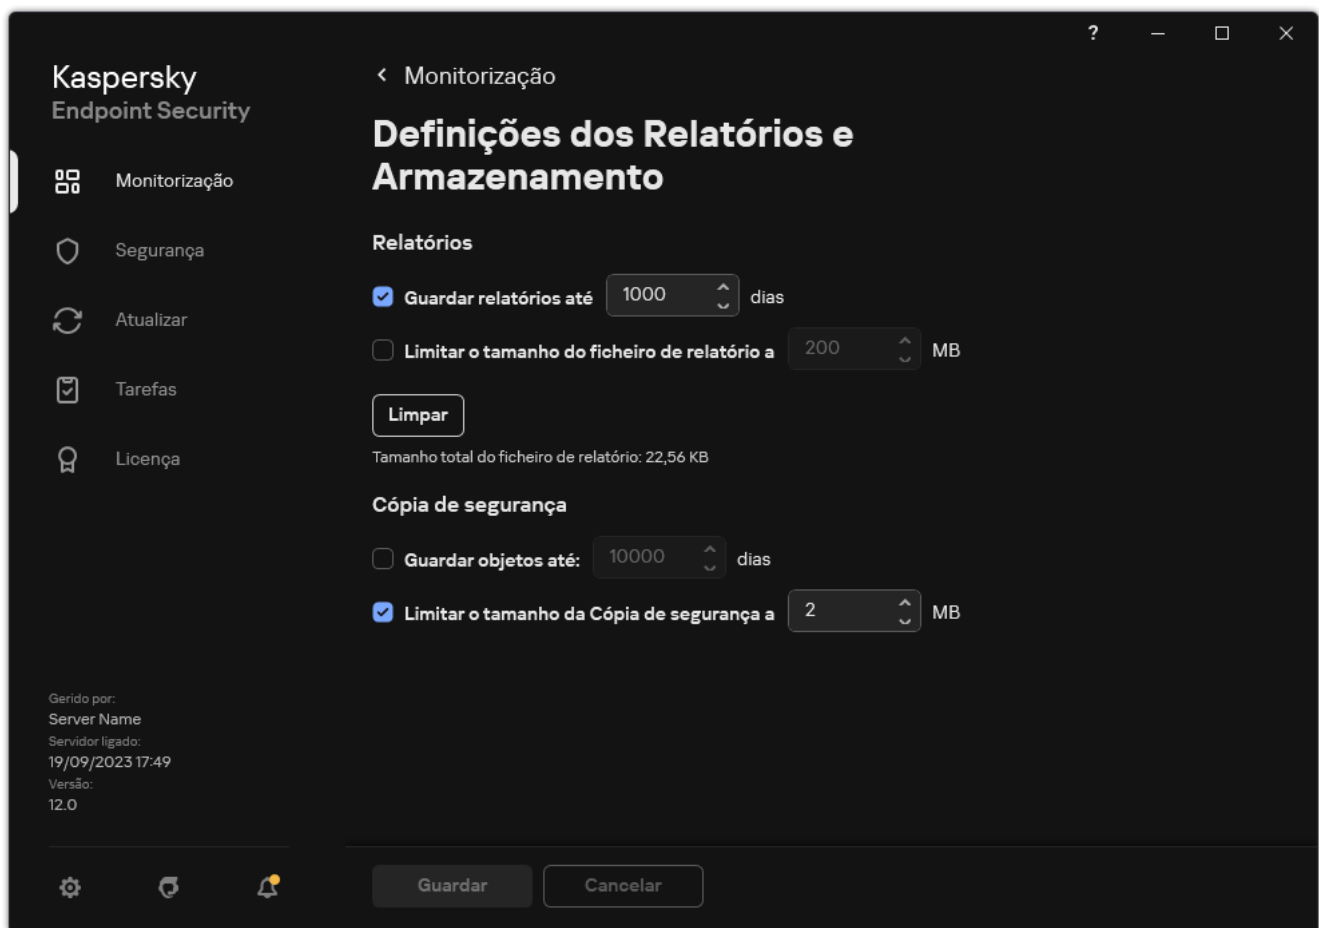 ?
Kaspersky
Endpoint Security
Monitorização
Segurança
Atualizar
Tarefas
Licença
Gerido por:
Server Name
Servidor ligado:
19/09/2023 17:49
Versão:
12.0
Monitorização
Definições dos Relatórios e
Armazenamento
Relatórios
Guardar relatórios até 1000 dias
Limitar o tamanho do ficheiro de relatório a 200 MB
Limpar
Tamanho total do ficheiro de relatório: 22,56 KB
Cópia de segurança
Guardar objetos até: 10000 dias
Limitar o tamanho da Cópia de segurança a 2 MB
Guardar Cancelar